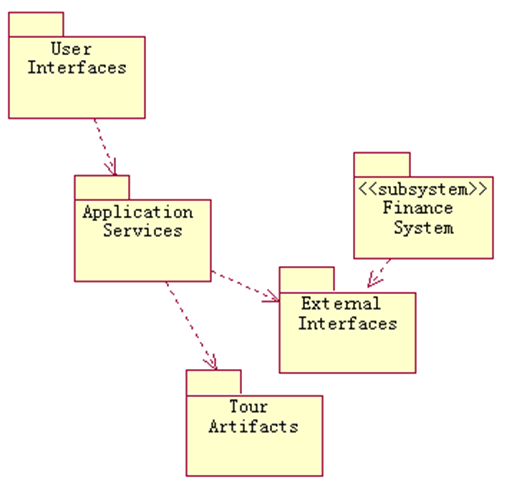 User
Interfaces
Application
Services
<<subsystem>>
Finance
System
External
Interfaces
Tour
Artifacts